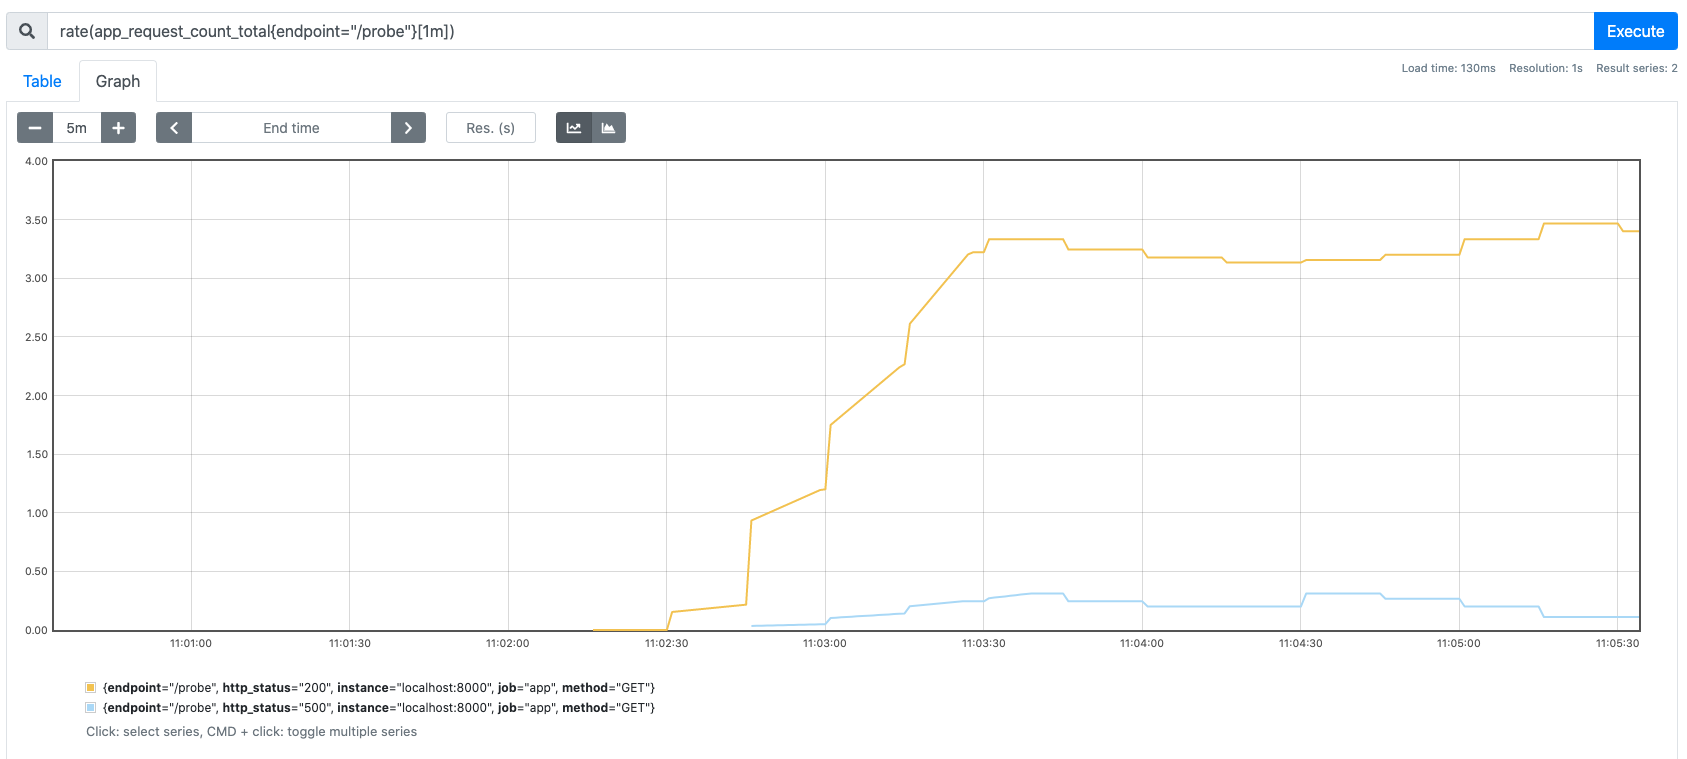 rate(app_request_count_total{endpoint="/probe"}[1m])
Execute
Load time: 130ms Resolution: 1s Result series: 2
Table Graph
5m End time Res. (s)
4.00
3.50
3.00
2.50
2.00
1.50
1.00
0.50
0.00
11:01:00 11:01:30 11:02:00 11:02:30 11:03:00 11:03:30 11:04:00 11:04:30 11:05:00 11:05:30
{endpoint="/probe", http_status="200", instance="localhost:8000", job="app", method="GET"}
{endpoint="/probe", http_status="500", instance="localhost:8000", job="app", method="GET"}
Click: select series, CMD + click: toggle multiple series